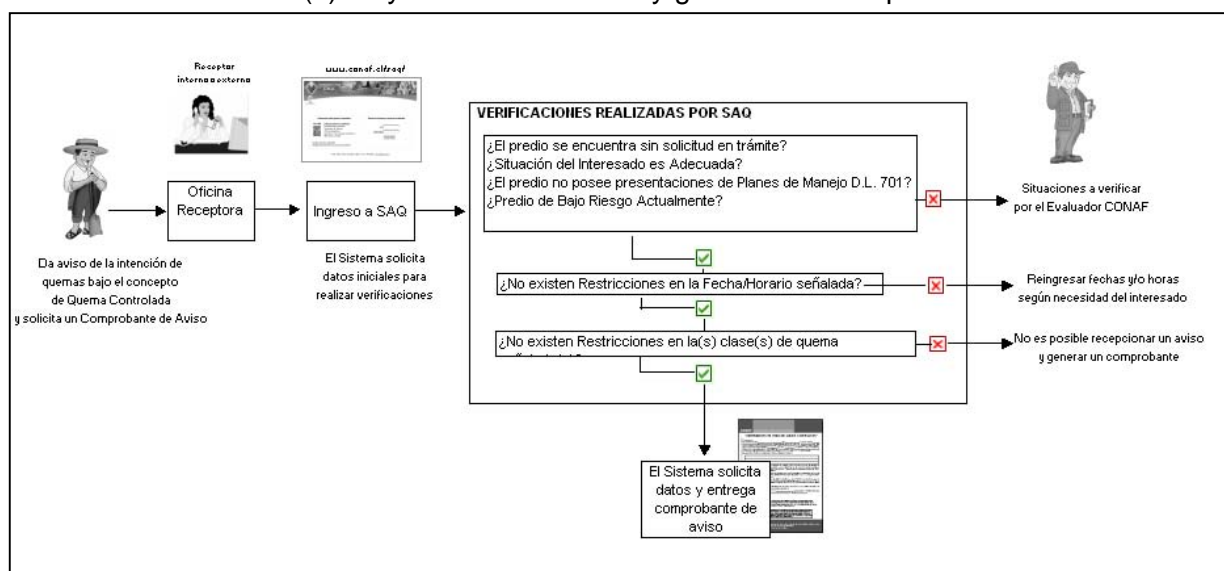 Receptor
interno o externo
www.conaf.cl/saq/
VERIFICACIONES REALIZADAS POR SAQ
¿El predio se encuentra sin solicitud en trámite?
¿Situación del Interesado es Adecuada?
¿El predio no posee presentaciones de Planes de Manejo D.L. 701?
¿Predio de Bajo Riesgo Actualmente?
Oficina
Receptora
Ingreso a SAQ
Situaciones a verificar
por el Evaluador CONAF
Da aviso de la intención de
quemas bajo el concepto
de Quema Controlada
y solicita un Comprobante de Aviso
El Sistema solicita
datos iniciales para
realizar verificaciones
¿No existen Restricciones en la Fecha/Horario señalada?
Reingresar fechas y/o horas
según necesidad del interesado
¿No existen Restricciones en la(s) clase(s) de quema
No es posible recepcionar un aviso
y generar un comprobante
El Sistema solicita
datos y entrega
comprobante de
aviso